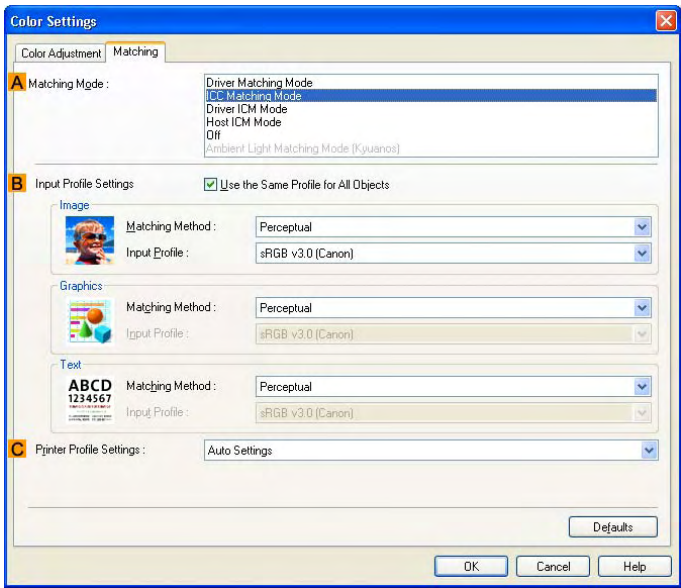 Color Settings
Color Adjustment Matching
A Matching Mode : Driver Matching Mode
ICC Matching Mode
Driver ICM Mode
Host ICM Mode
Off
Ambient Light Matching Mode (Kyuanos)
B Input Profile Settings Use the Same Profile for All Objects
Image
Matching Method : Perceptual
Input Profile : sRGB v3.0 (Canon)
Graphics
Matching Method : Perceptual
Input Profile : sRGB v3.0 (Canon)
Text
ABCD
1234567
Matching Method : Perceptual
Input Profile : sRGB v3.0 (Canon)
C Printer Profile Settings : Auto Settings
Defaults
OK Cancel Help